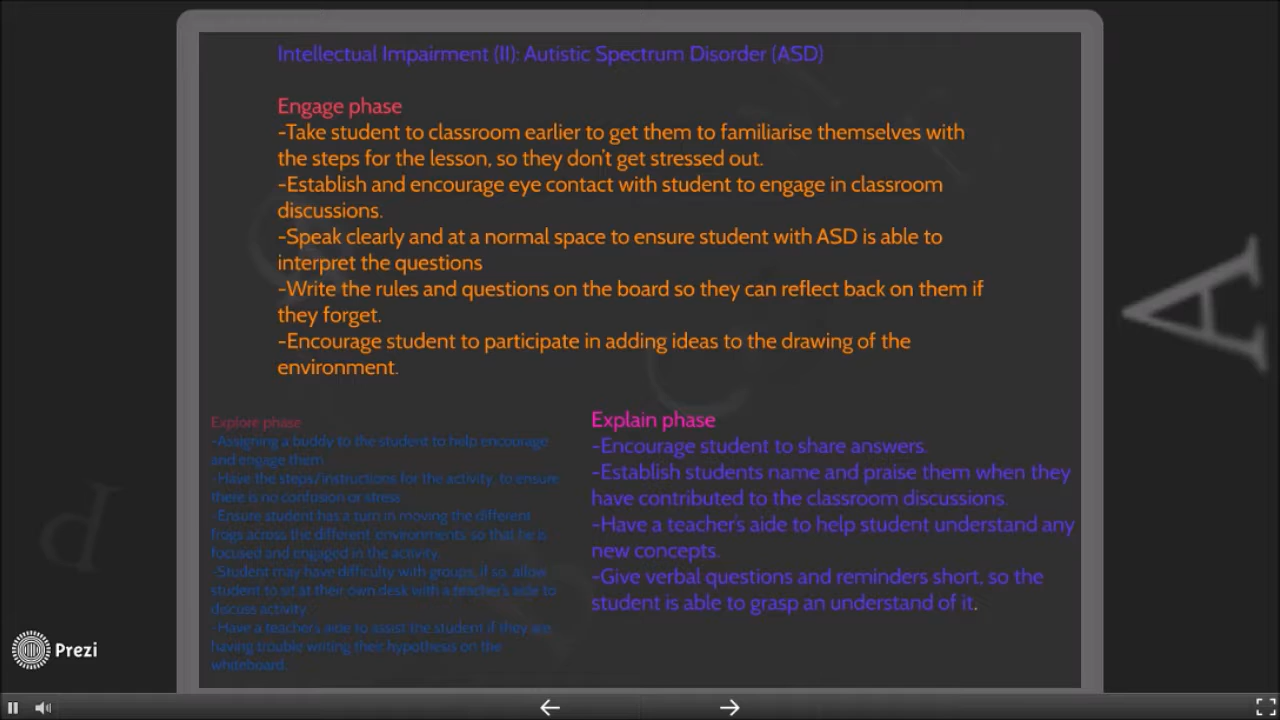 Intellectual Impairment (II): Autistic Spectrum Disorder (ASD)
Engage phase
-Take student to classroom earlier to get them to familiarise themselves with
the steps for the lesson, so they don't get stressed out.
-Establish and encourage eye contact with student to engage in classroom
discussions.
-Speak clearly and at a normal space to ensure student with ASD is able to
interpret the questions
-Write the rules and questions on the board so they can reflect back on them if
they forget.
-Encourage student to participate in adding ideas to the drawing of the
environment.
Explore phase
-Assigning a buddy to the student to help encourage
and engage them
-Have the steps/instructions for the activity, to ensure
there is no confusion or stress
-Ensure student has a turn in moving the different
frogs across the different environments, so that he is
focused and engaged in the activity.
-Student may have difficulty with groups, if so, allow
student to sit at their own desk with a teacher's aide to
discuss activity.
-Have a teacher's aide to assist the student if they are
having trouble writing their hypothesis on the
whiteboard.
Explain phase
-Encourage student to share answers.
-Establish students name and praise them when they
have contributed to the classroom discussions.
-Have a teacher's aide to help student understand any
new concepts.
-Give verbal questions and reminders short, so the
student is able to grasp an understand of it.
A
P
Prezi